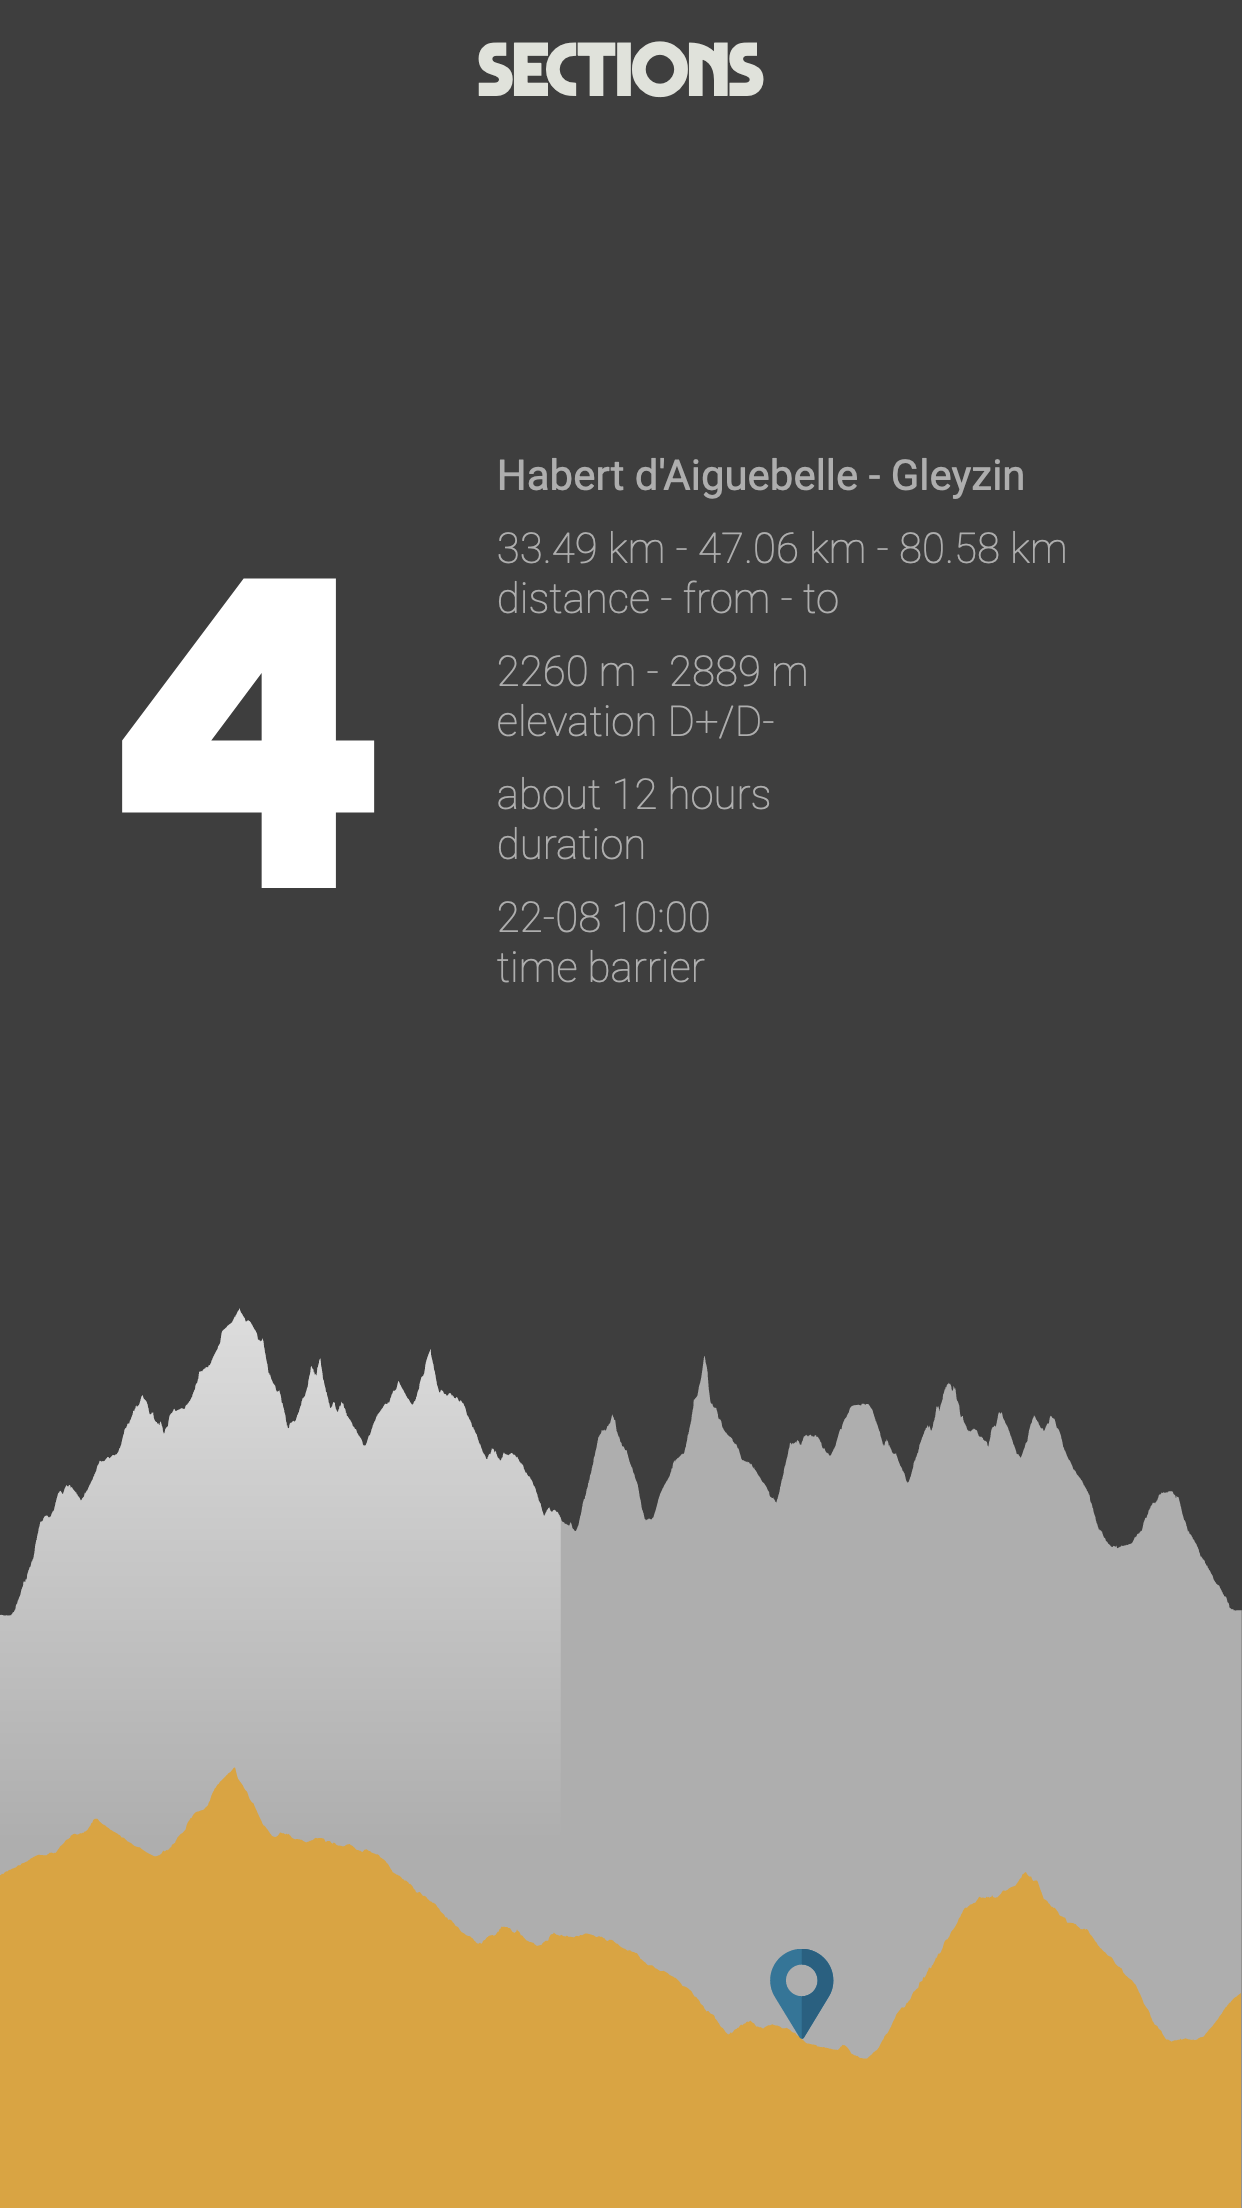 SECTIONS
4
Habert d'Aiguebelle - Gleyzin
33.49 km - 47.06 km - 80.58 km
distance - from - to
2260 m - 2889 m
elevation D+/D-
about 12 hours
duration
22-08 10:00
time barrier